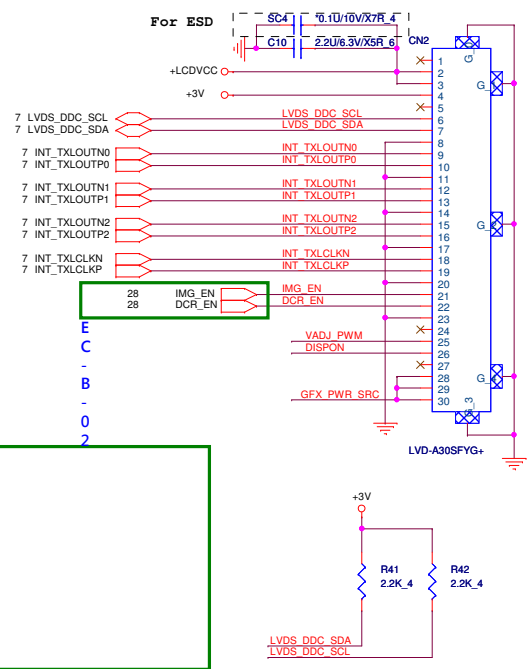 For ESD
SC4 *0.1U/10V/X7R_4
C10 2.2U/6.3V/X5R_6
CN2
+LCDVCC
+3V
7 LVDS_DDC_SCL LVDS_DDC_SCL
7 LVDS_DDC_SDA LVDS_DDC_SDA
7 INT_TXLOUTN0 INT_TXLOUTN0
7 INT_TXLOUTP0 INT_TXLOUTP0
7 INT_TXLOUTN1 INT_TXLOUTN1
7 INT_TXLOUTP1 INT_TXLOUTP1
7 INT_TXLOUTN2 INT_TXLOUTN2
7 INT_TXLOUTP2 INT_TXLOUTP2
7 INT_TXLCLKN INT_TXLCLKN
7 INT_TXLCLKP INT_TXLCLKP
28 IMG_EN IMG_EN
28 DCR_EN DCR_EN
VADJ_PWM
DISPON
GFX_PWR_SRC
1
2
3
4
5
6
7
8
9
10
11
12
13
14
15
16
17
18
19
20
21
22
23
24
25
26
27
28
29
30
G_
G_
G_
G_3
LVD-A30SFYG+
E
C
-
B
-
0
2
+3V
R41
2.2K_4
R42
2.2K_4
LVDS_DDC_SDA
LVDS_DDC_SCL